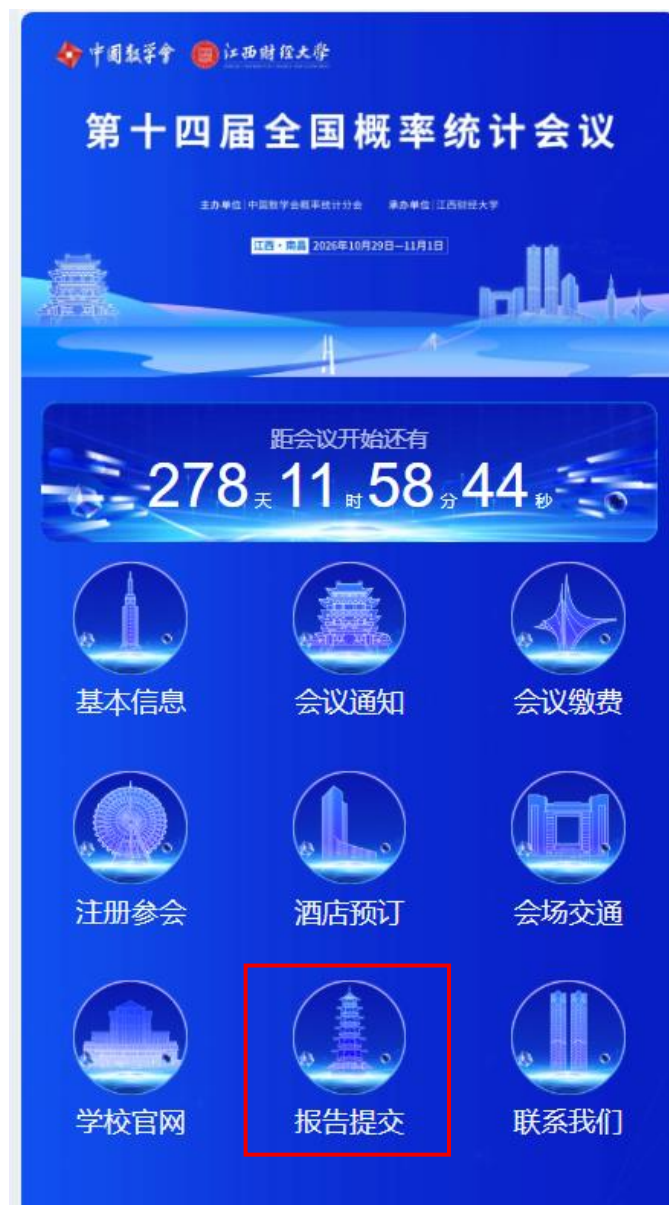 中国数学会 江西财经大学
第十四届全国概率统计会议
主办单位|中国数学会概率统计分会 承办单位|江西财经大学
江西·南昌 2026年10月29日—11月1日
距会议开始还有
278天11时58分44秒
基本信息 会议通知 会议缴费
注册参会 酒店预订 会场交通
学校官网 报告提交 联系我们